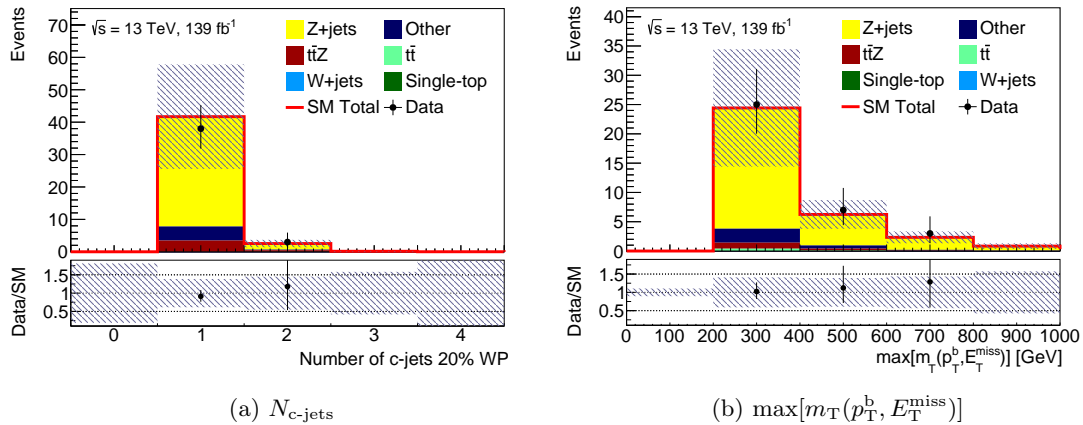 √s = 13 TeV, 139 fb⁻¹
Events
70
60
50
40
30
20
10
0
Z+jets
Other
tt̄Z
tt̄
W+jets
Single-top
SM Total
Data
Data/SM
1.5
1
0.5
0 1 2 3 4
Number of c-jets 20% WP
(a) N_c-jets
√s = 13 TeV, 139 fb⁻¹
Events
40
35
30
25
20
15
10
5
0
Z+jets
Other
tt̄Z
tt̄
Single-top
W+jets
SM Total
Data
Data/SM
1.5
1
0.5
0 100 200 300 400 500 600 700 800 900 1000
max[m_T(p_T^b,E_T^miss)] [GeV]
(b) max[m_T(p_T^b, E_T^miss)]